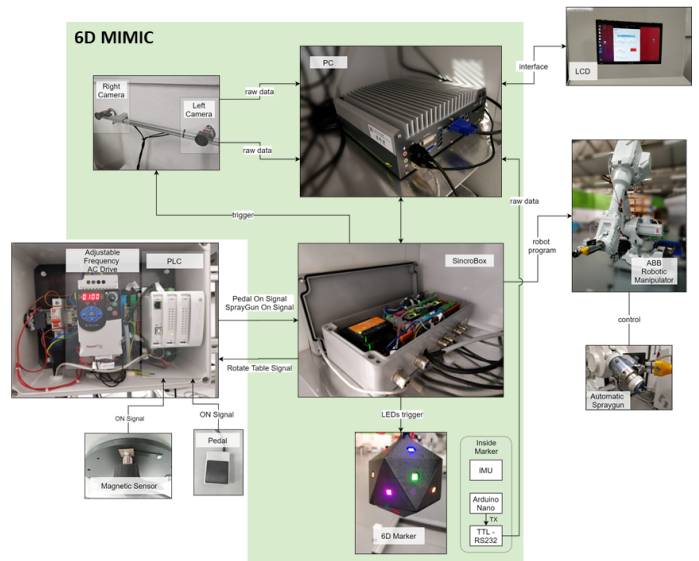 6D MIMIC
PC
LCD
interface
Right
Camera
Left
Camera
raw data
raw data
raw data
trigger
robot
program
ABB
Robotic
Manipulator
Adjustable
Frequency
AC Drive
PLC
SincroBox
Pedal On Signal
SprayGun On Signal
Rotate Table Signal
control
Automatic
Spraygun
ON Signal
ON Signal
Magnetic Sensor
Pedal
LEDs trigger
6D Marker
Inside
Marker
IMU
Arduino
Nano
TX
TTL -
RS232